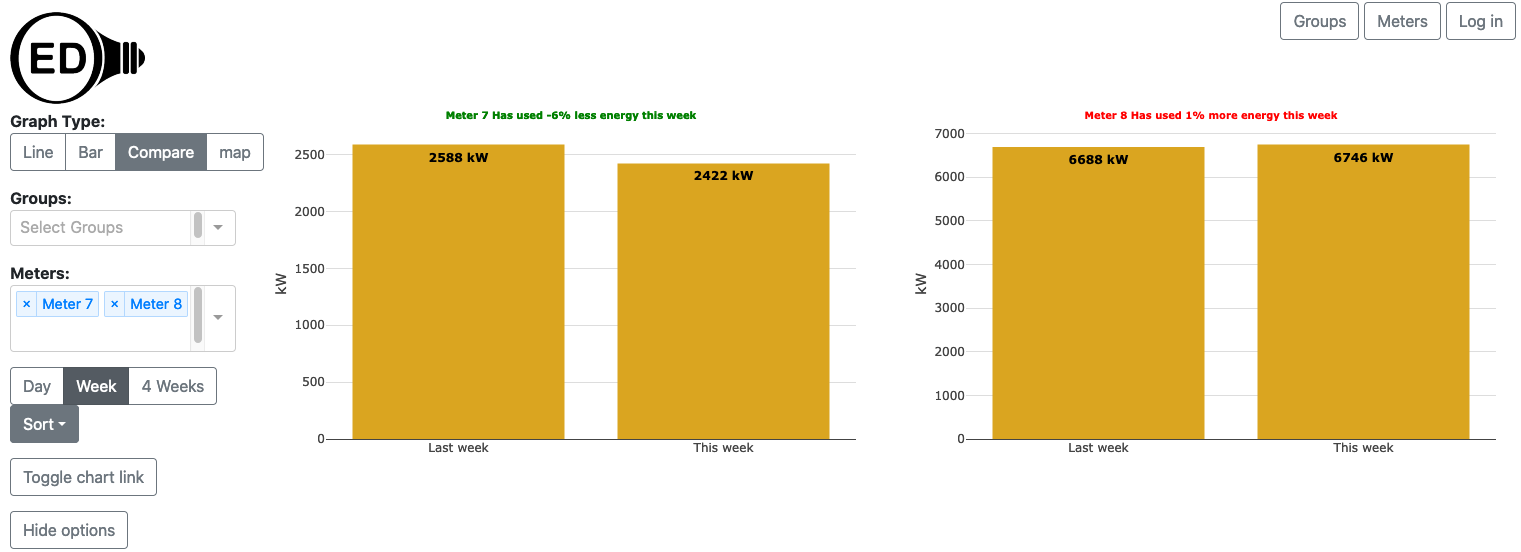 ED
Groups Meters Log in
Graph Type:
Line Bar Compare map
Groups:
Select Groups
Meters:
× Meter 7 × Meter 8
Day Week 4 Weeks
Sort
Toggle chart link
Hide options
Meter 7 Has used -6% less energy this week
kW
2500
2000
1500
1000
500
0
2588 kW
2422 kW
Last week This week
Meter 8 Has used 1% more energy this week
kW
7000
6000
5000
4000
3000
2000
1000
0
6688 kW
6746 kW
Last week This week